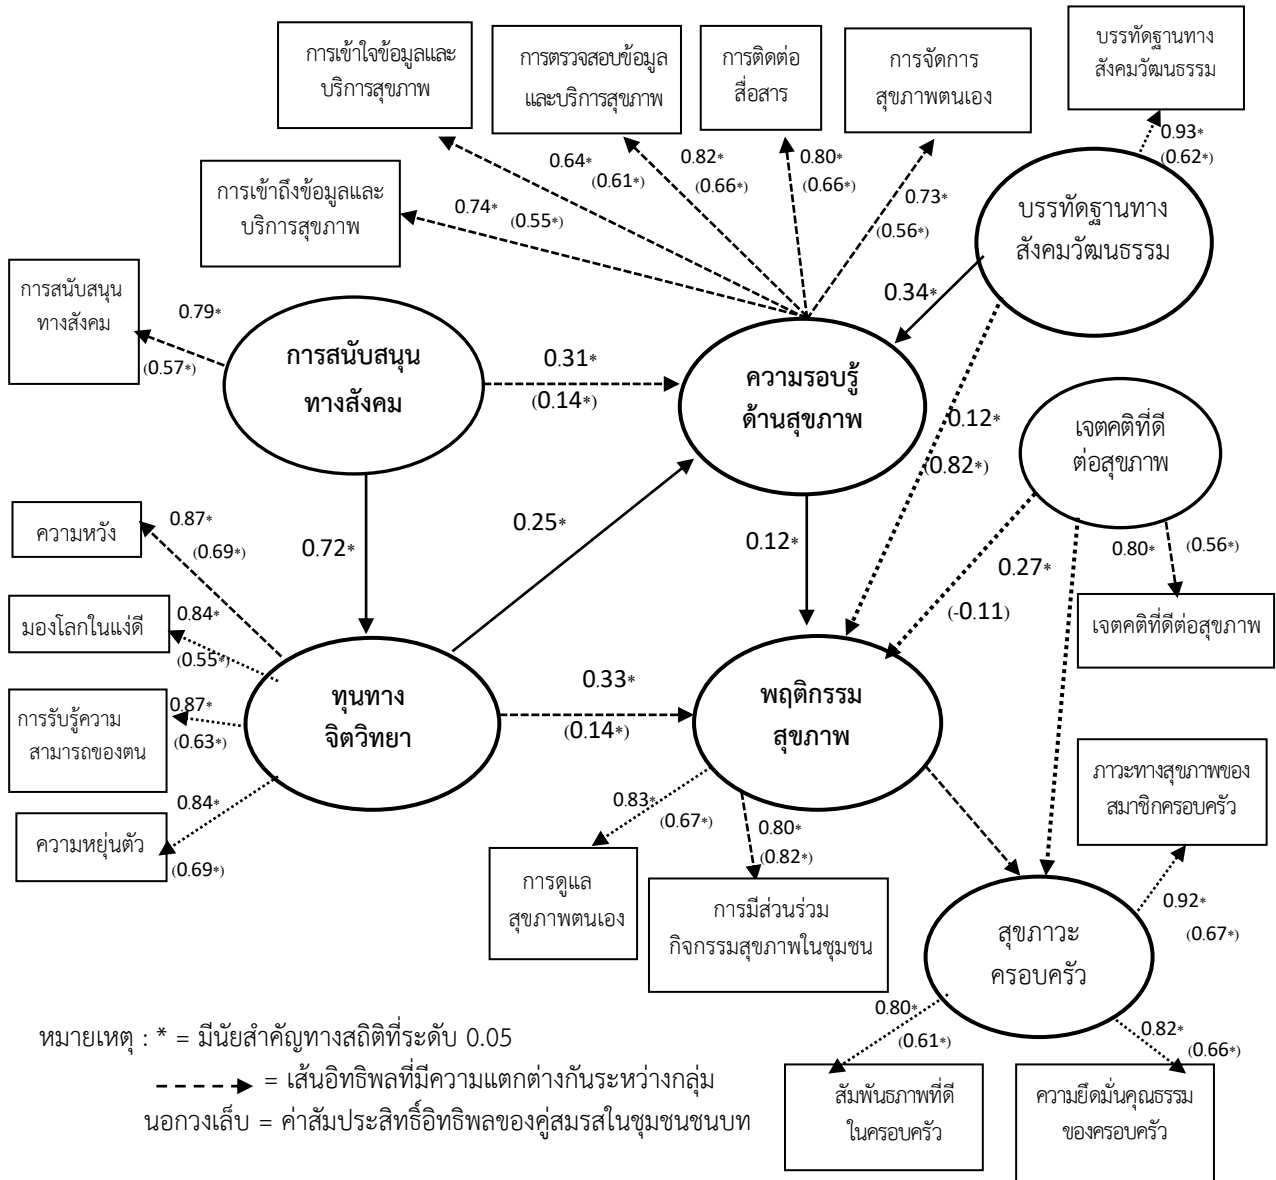 การเข้าใจข้อมูลและ
บริการสุขภาพ
การตรวจสอบข้อมูล
และบริการสุขภาพ
การติดต่อ
สื่อสาร
การจัดการ
สุขภาพตนเอง
บรรทัดฐานทาง
สังคมวัฒนธรรม
0.93*
(0.62*)
0.64*
(0.61*)
0.82*
(0.66*)
0.80*
(0.66*)
0.73*
(0.56*)
การเข้าถึงข้อมูลและ
บริการสุขภาพ
0.74*
(0.55*)
บรรทัดฐานทาง
สังคมวัฒนธรรม
การสนับสนุน
ทางสังคม
0.79*
(0.57*)
0.34*
การสนับสนุน
ทางสังคม
0.31*
(0.14*)
ความรอบรู้
ด้านสุขภาพ
0.12*
(0.82*)
เจตคติที่ดี
ต่อสุขภาพ
ความหวัง
0.87*
(0.69*)
0.72*
0.25*
0.12*
0.27*
(-0.11)
0.80*
(0.56*)
มองโลกในแง่ดี
0.84*
(0.55*)
เจตคติที่ดีต่อสุขภาพ
การรับรู้ความ
สามารถของตน
0.87*
(0.63*)
ทุนทาง
จิตวิทยา
0.33*
(0.14*)
พฤติกรรม
สุขภาพ
ความหยุ่นตัว
0.84*
(0.69*)
ภาวะทางสุขภาพของ
สมาชิกครอบครัว
0.83*
(0.67*)
0.80*
(0.82*)
การดูแล
สุขภาพตนเอง
การมีส่วนร่วม
กิจกรรมสุขภาพในชุมชน
0.92*
(0.67*)
สุขภาวะ
ครอบครัว
0.80*
(0.61*)
0.82*
(0.66*)
หมายเหตุ : * = มีนัยสำคัญทางสถิติที่ระดับ 0.05
= เส้นอิทธิพลที่มีความแตกต่างกันระหว่างกลุ่ม
นอกวงเล็บ = ค่าสัมประสิทธิ์อิทธิพลของคู่สมรสในชุมชนชนบท
สัมพันธภาพที่ดี
ในครอบครัว
ความยึดมั่นคุณธรรม
ของครอบครัว